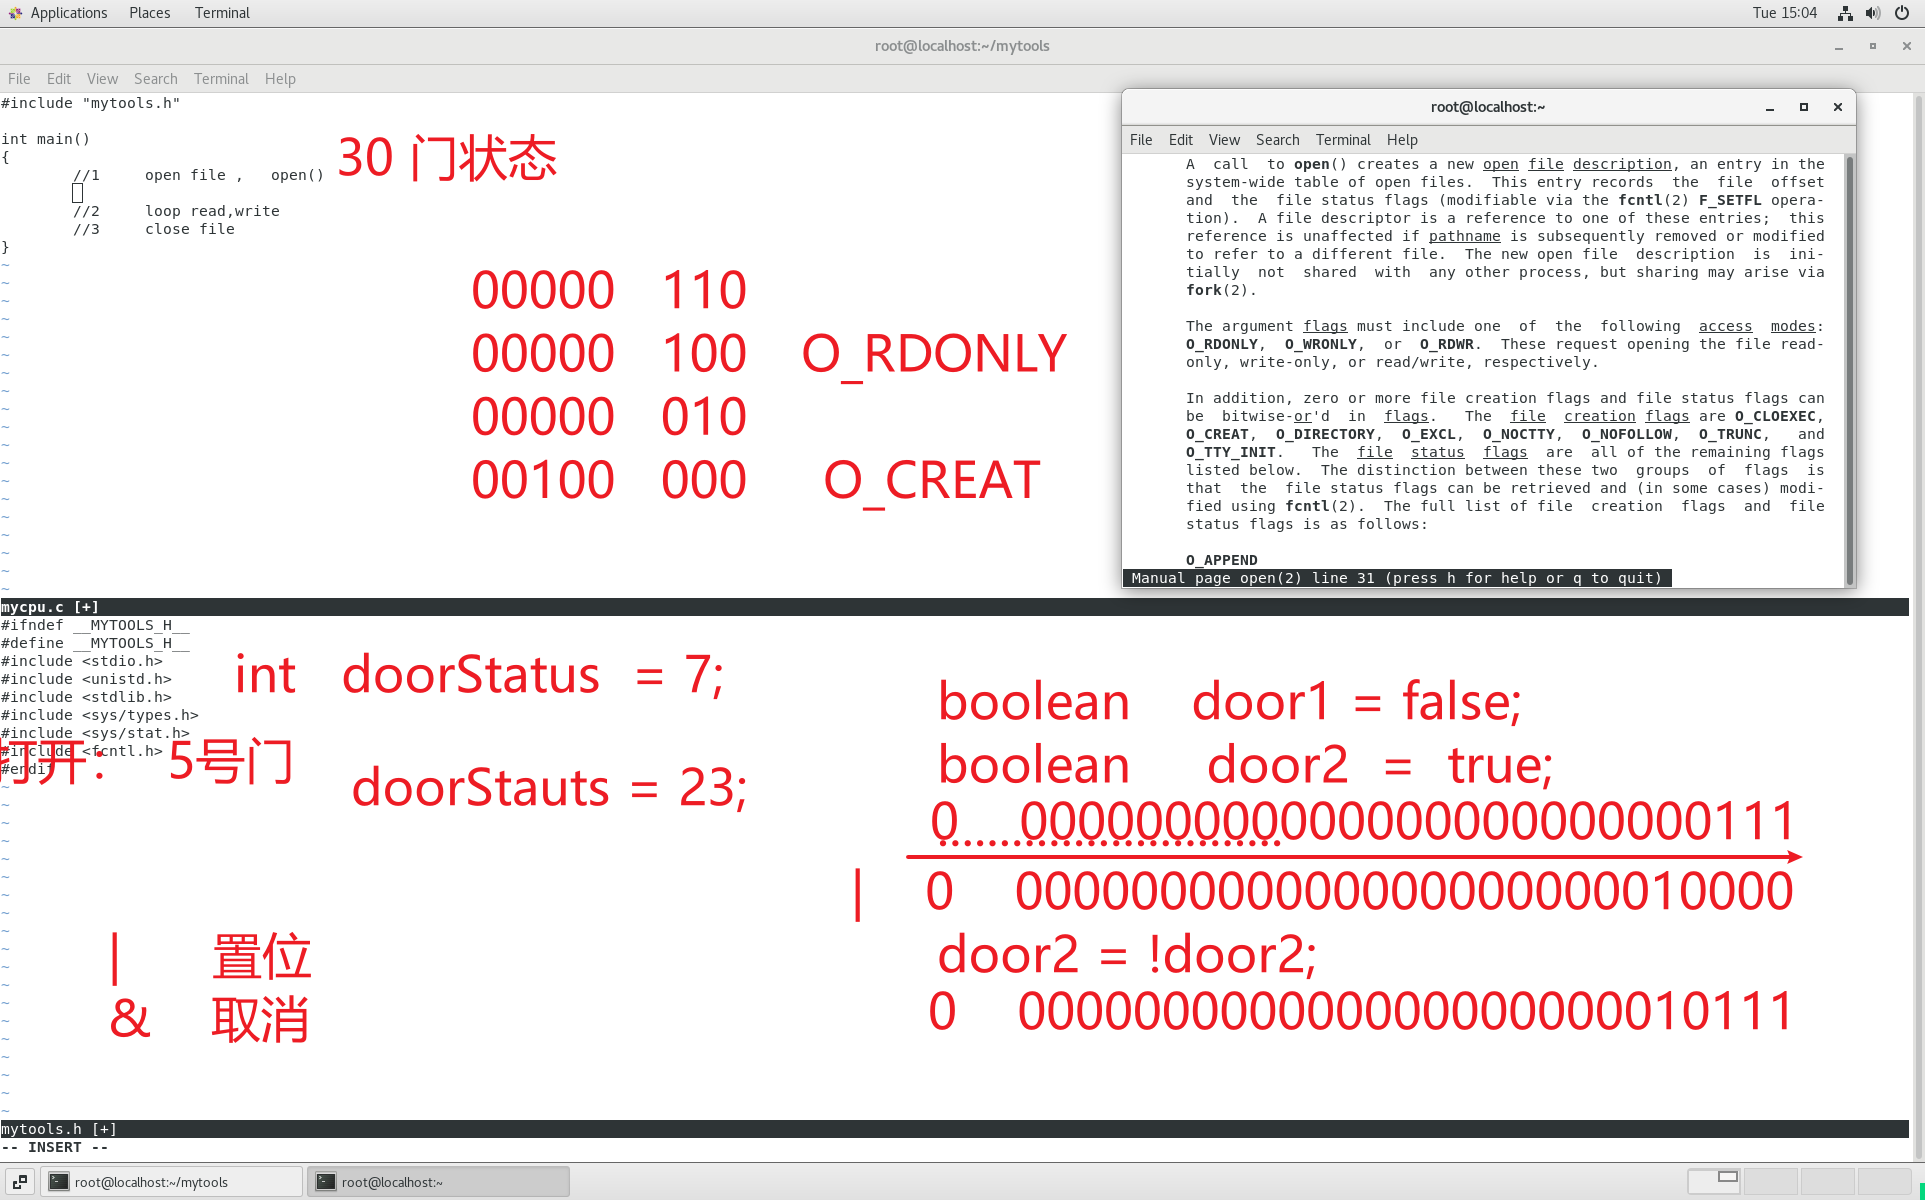 Applications Places Terminal
Tue 15:04
root@localhost:~/mytools
File Edit View Search Terminal Help
#include "mytools.h"
int main()
{
//1 open file , open()
//2 loop read,write
//3 close file
}
30 门状态
00000 110
00000 100 O_RDONLY
00000 010
00100 000 O_CREAT
root@localhost:~
File Edit View Search Terminal Help
A call to open() creates a new open file description, an entry in the
system-wide table of open files. This entry records the file offset
and the file status flags (modifiable via the fcntl(2) F_SETFL opera-
tion). A file descriptor is a reference to one of these entries; this
reference is unaffected if pathname is subsequently removed or modified
to refer to a different file. The new open file description is ini-
tially not shared with any other process, but sharing may arise via
fork(2).
The argument flags must include one of the following access modes:
O_RDONLY, O_WRONLY, or O_RDWR. These request opening the file read-
only, write-only, or read/write, respectively.
In addition, zero or more file creation flags and file status flags can
be bitwise-or'd in flags. The file creation flags are O_CLOEXEC,
O_CREAT, O_DIRECTORY, O_EXCL, O_NOCTTY, O_NOFOLLOW, O_TRUNC, and
O_TTY_INIT. The file status flags are all of the remaining flags
listed below. The distinction between these two groups of flags is
that the file status flags can be retrieved and (in some cases) modi-
fied using fcntl(2). The full list of file creation flags and file
status flags is as follows:
O_APPEND
Manual page open(2) line 31 (press h for help or q to quit)
mycpu.c [+]
#ifndef __MYTOOLS_H__
#define __MYTOOLS_H__
#include <stdio.h>
#include <unistd.h>
#include <stdlib.h>
#include <sys/types.h>
#include <sys/stat.h>
#include <fcntl.h>
#endif
int doorStatus = 7;
打开： 5号门
doorStauts = 23;
| 置位
& 取消
boolean door1 = false;
boolean door2 = true;
0 000000000000000000000000111
| 0 000000000000000000000010000
door2 = !door2;
0 000000000000000000000010111
mytools.h [+]
-- INSERT --
root@localhost:~/mytools
root@localhost:~